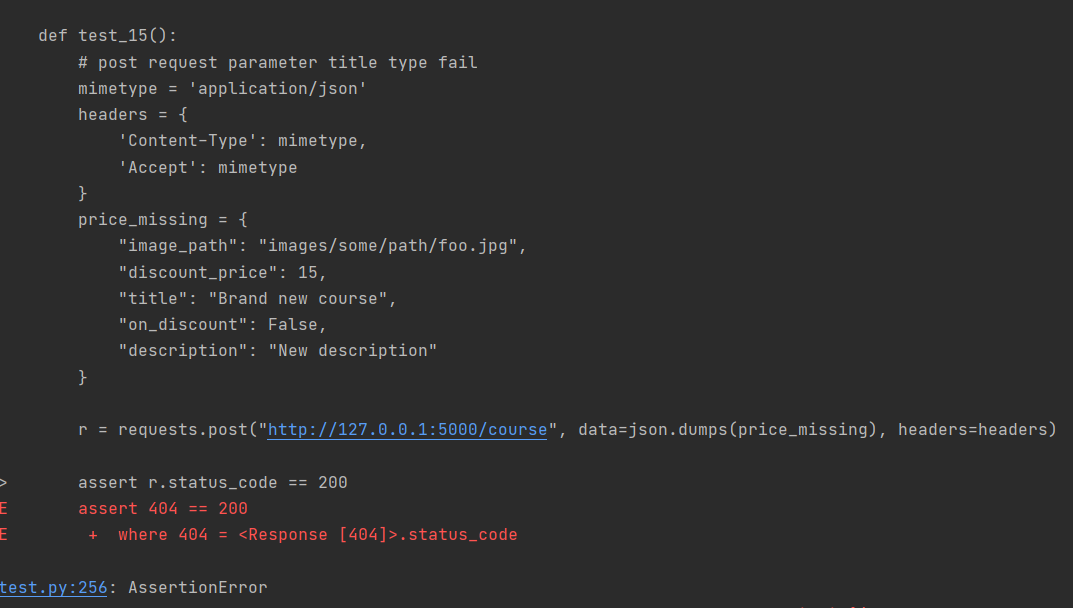 def test_15():
    # post request parameter title type fail
    mimetype = 'application/json'
    headers = {
        'Content-Type': mimetype,
        'Accept': mimetype
    }
    price_missing = {
        "image_path": "images/some/path/foo.jpg",
        "discount_price": 15,
        "title": "Brand new course",
        "on_discount": False,
        "description": "New description"
    }
    r = requests.post("http://127.0.0.1:5000/course", data=json.dumps(price_missing), headers=headers)
>       assert r.status_code == 200
E       assert 404 == 200
E        +  where 404 = <Response [404]>.status_code
test.py:256: AssertionError